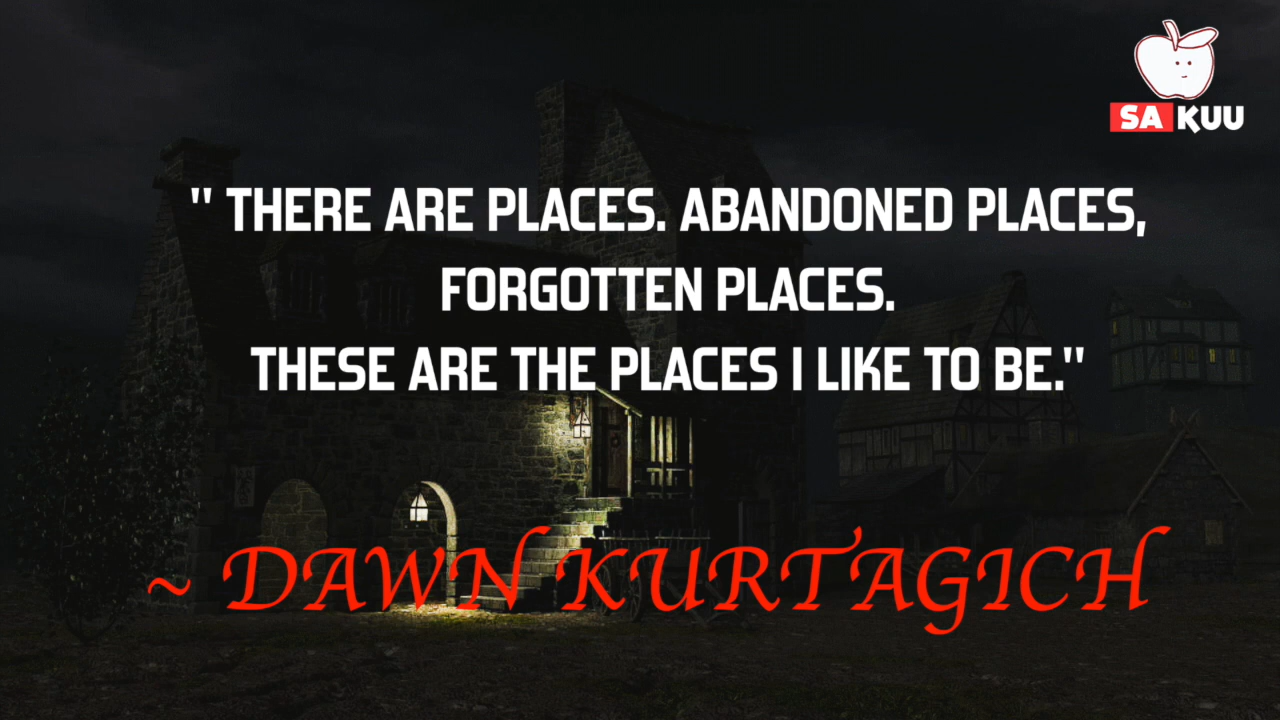 SA KUU
" THERE ARE PLACES. ABANDONED PLACES,
FORGOTTEN PLACES.
THESE ARE THE PLACES I LIKE TO BE."
~ DAWN KURTAGICH